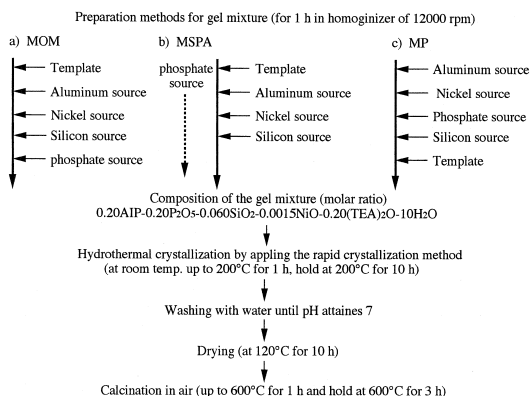 Preparation methods for gel mixture (for 1 h in homoginizer of 12000 rpm)
a) MOM
Template
Aluminum source
Nickel source
Silicon source
phosphate source
b) MSPA
phosphate
source
Template
Aluminum source
Nickel source
Silicon source
c) MP
Aluminum source
Nickel source
Phosphate source
Silicon source
Template
Composition of the gel mixture (molar ratio)
0.20AIP-0.20P2O5-0.060SiO2-0.0015NiO-0.20(TEA)2O-10H2O
Hydrothermal crystallization by appling the rapid crystallization method
(at room temp. up to 200°C for 1 h, hold at 200°C for 10 h)
Washing with water until pH attaines 7
Drying (at 120°C for 10 h)
Calcination in air (up to 600°C for 1 h and hold at 600°C for 3 h)